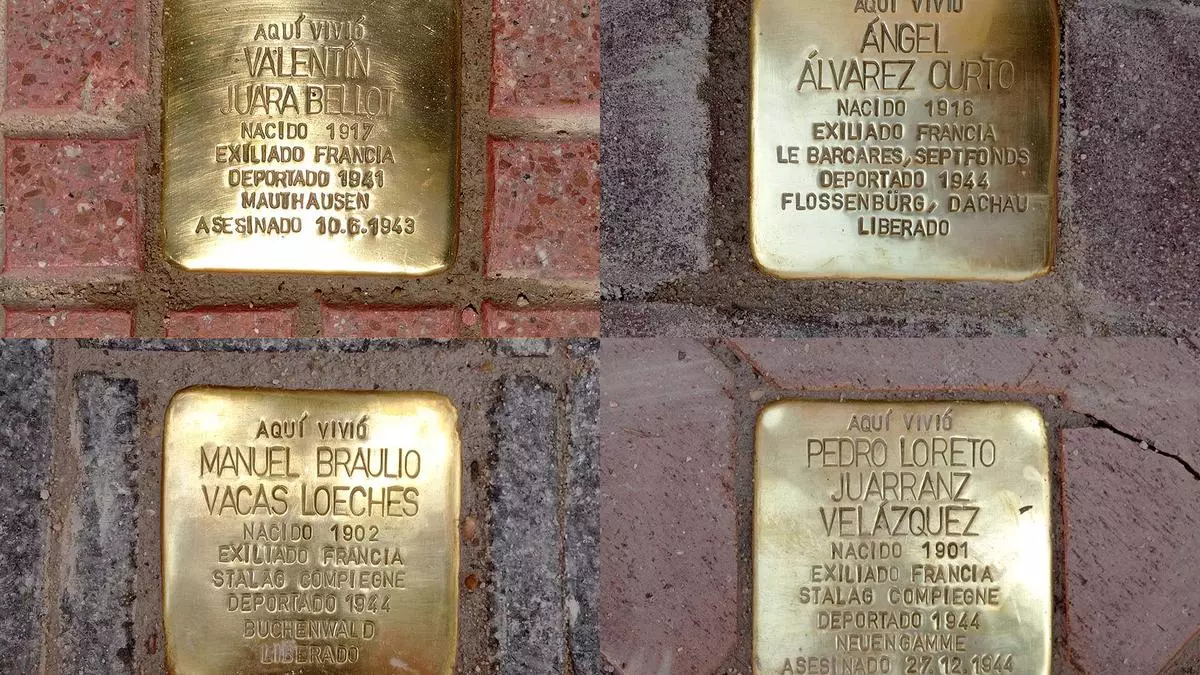 AQUÍ VIVIÓ
VALENTÍN
JUARA BELLOT
NACIDO 1917
EXILIADO FRANCIA
DEPORTADO 1941
MAUTHAUSEN
ASESINADO 10.6.1943
AQUÍ VIVIÓ
ÁNGEL
ÁLVAREZ CURTO
NACIDO 1916
EXILIADO FRANCIA
LE BARCARES, SEPTFONDS
DEPORTADO 1944
FLOSSENBÜRG, DACHAU
LIBERADO
AQUÍ VIVIÓ
MANUEL BRAULIO
VACAS LOECHES
NACIDO 1902
EXILIADO FRANCIA
STALAG COMPIEGNE
DEPORTADO 1944
BUCHENWALD
LIBERADO
AQUÍ VIVIÓ
PEDRO LORETO
JUARRANZ
VELÁZQUEZ
NACIDO 1901
EXILIADO FRANCIA
STALAG COMPIEGNE
DEPORTADO 1944
NEUENGAMME
ASESINADO 27.12.1944